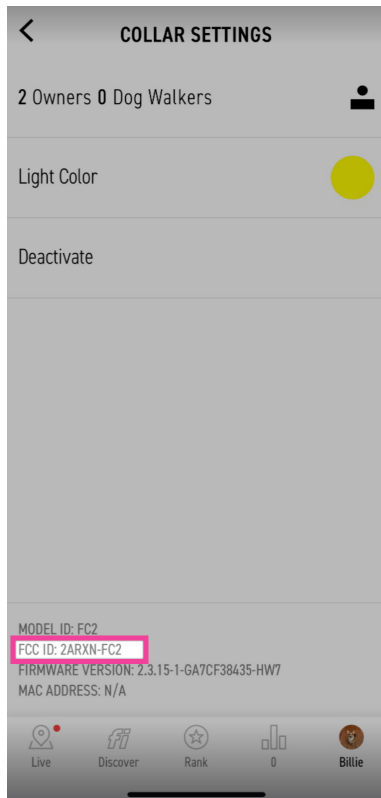 COLLAR SETTINGS
2 Owners 0 Dog Walkers
Light Color
Deactivate
MODEL ID: FC2
FCC ID: 2ARXN-FC2
FIRMWARE VERSION: 2.3.15-1-GA7CF38435-HW7
MAC ADDRESS: N/A
fi
Live Discover Rank 0 Billie